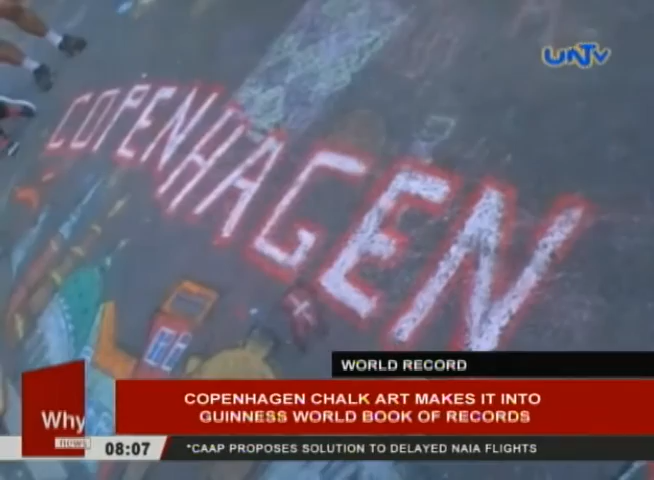 UNTV
COPENHAGEN
WORLD RECORD
COPENHAGEN CHALK ART MAKES IT INTO
GUINNESS WORLD BOOK OF RECORDS
Why
news
08:07
*CAAP PROPOSES SOLUTION TO DELAYED NAIA FLIGHTS